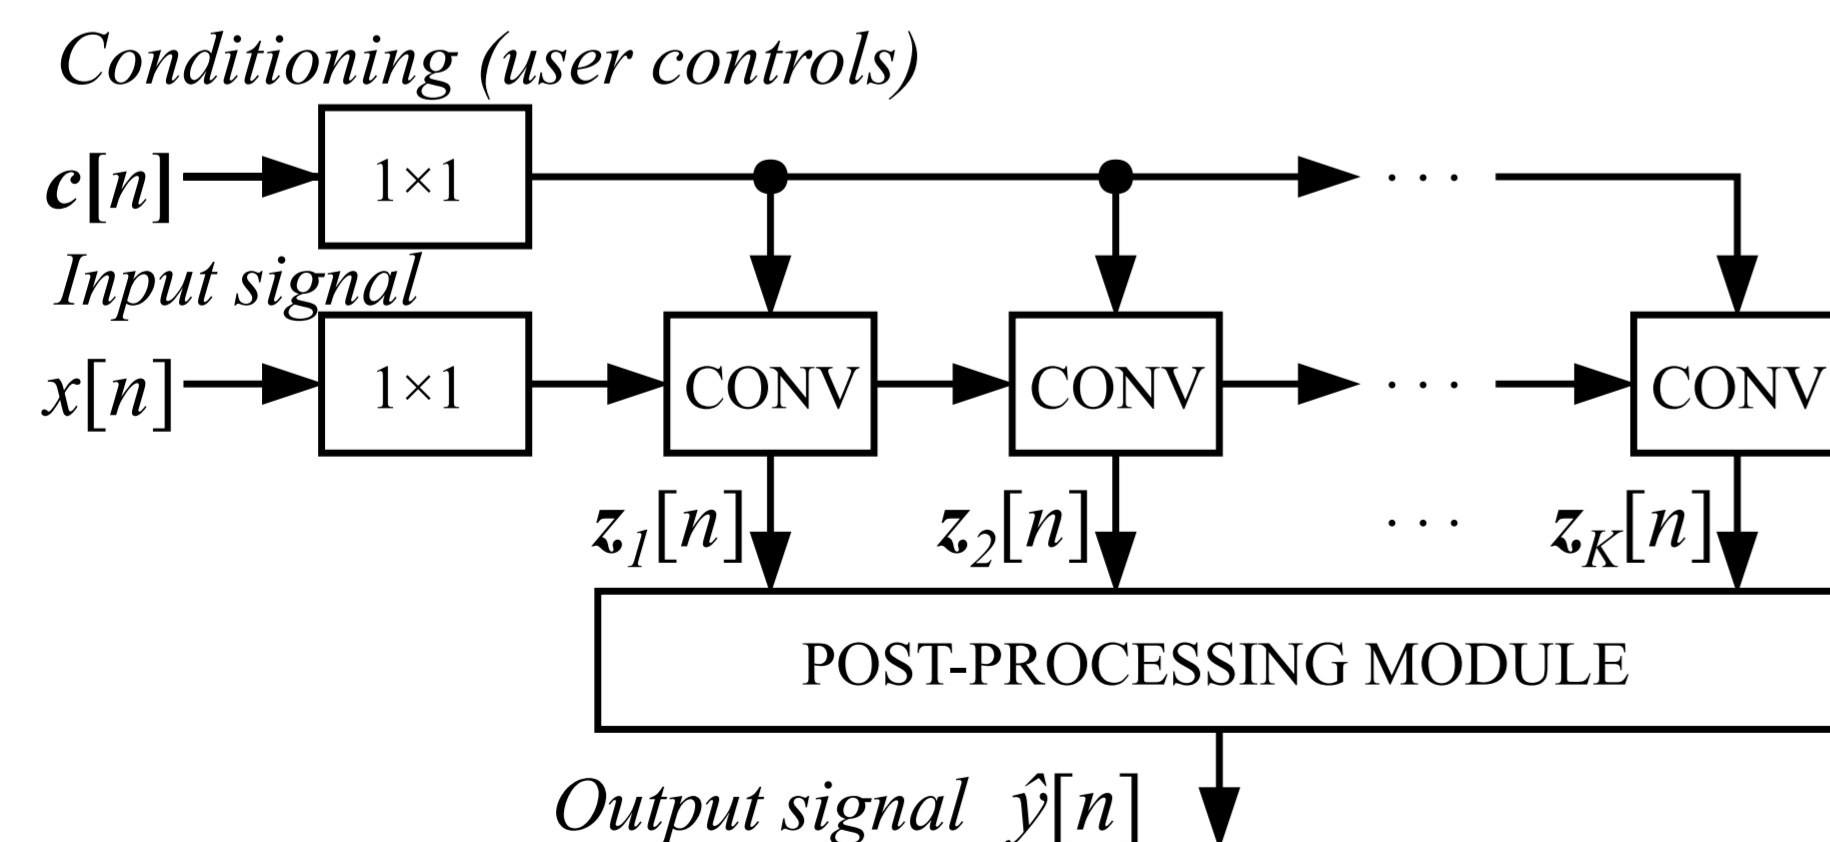 Conditioning (user controls)
c[n] 1×1 · · ·
Input signal
x[n] 1×1 CONV CONV · · · CONV
z1[n] z2[n] · · · zK[n]
POST-PROCESSING MODULE
Output signal ŷ[n]